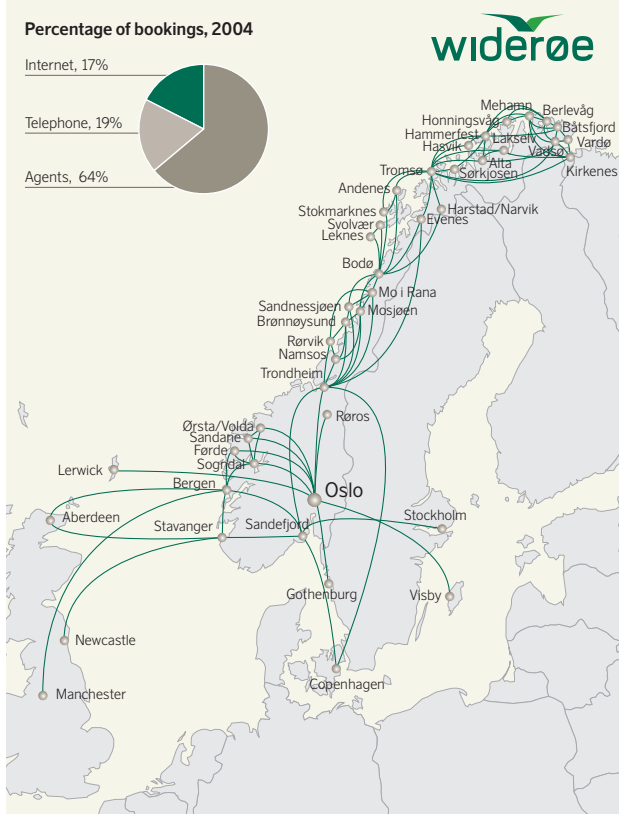 Percentage of bookings, 2004
widerøe
Internet, 17%
Telephone, 19%
Agents, 64%
Mehamn
Berlevåg
Honningsvåg
Båtsfjord
Hammerfest
Lakselv
Vardø
Hasvik
Vadsø
Alta
Tromsø
Sørkjosen
Kirkenes
Andenes
Stokmarknes
Harstad/Narvik
Svolvær
Evenes
Leknes
Bodø
Mo i Rana
Sandnessjøen
Mosjøen
Brønnøysund
Rørvik
Namsos
Trondheim
Røros
Ørsta/Volda
Sandane
Førde
Sogndal
Lerwick
Bergen
Oslo
Aberdeen
Stockholm
Stavanger
Sandefjord
Gothenburg
Visby
Newcastle
Copenhagen
Manchester